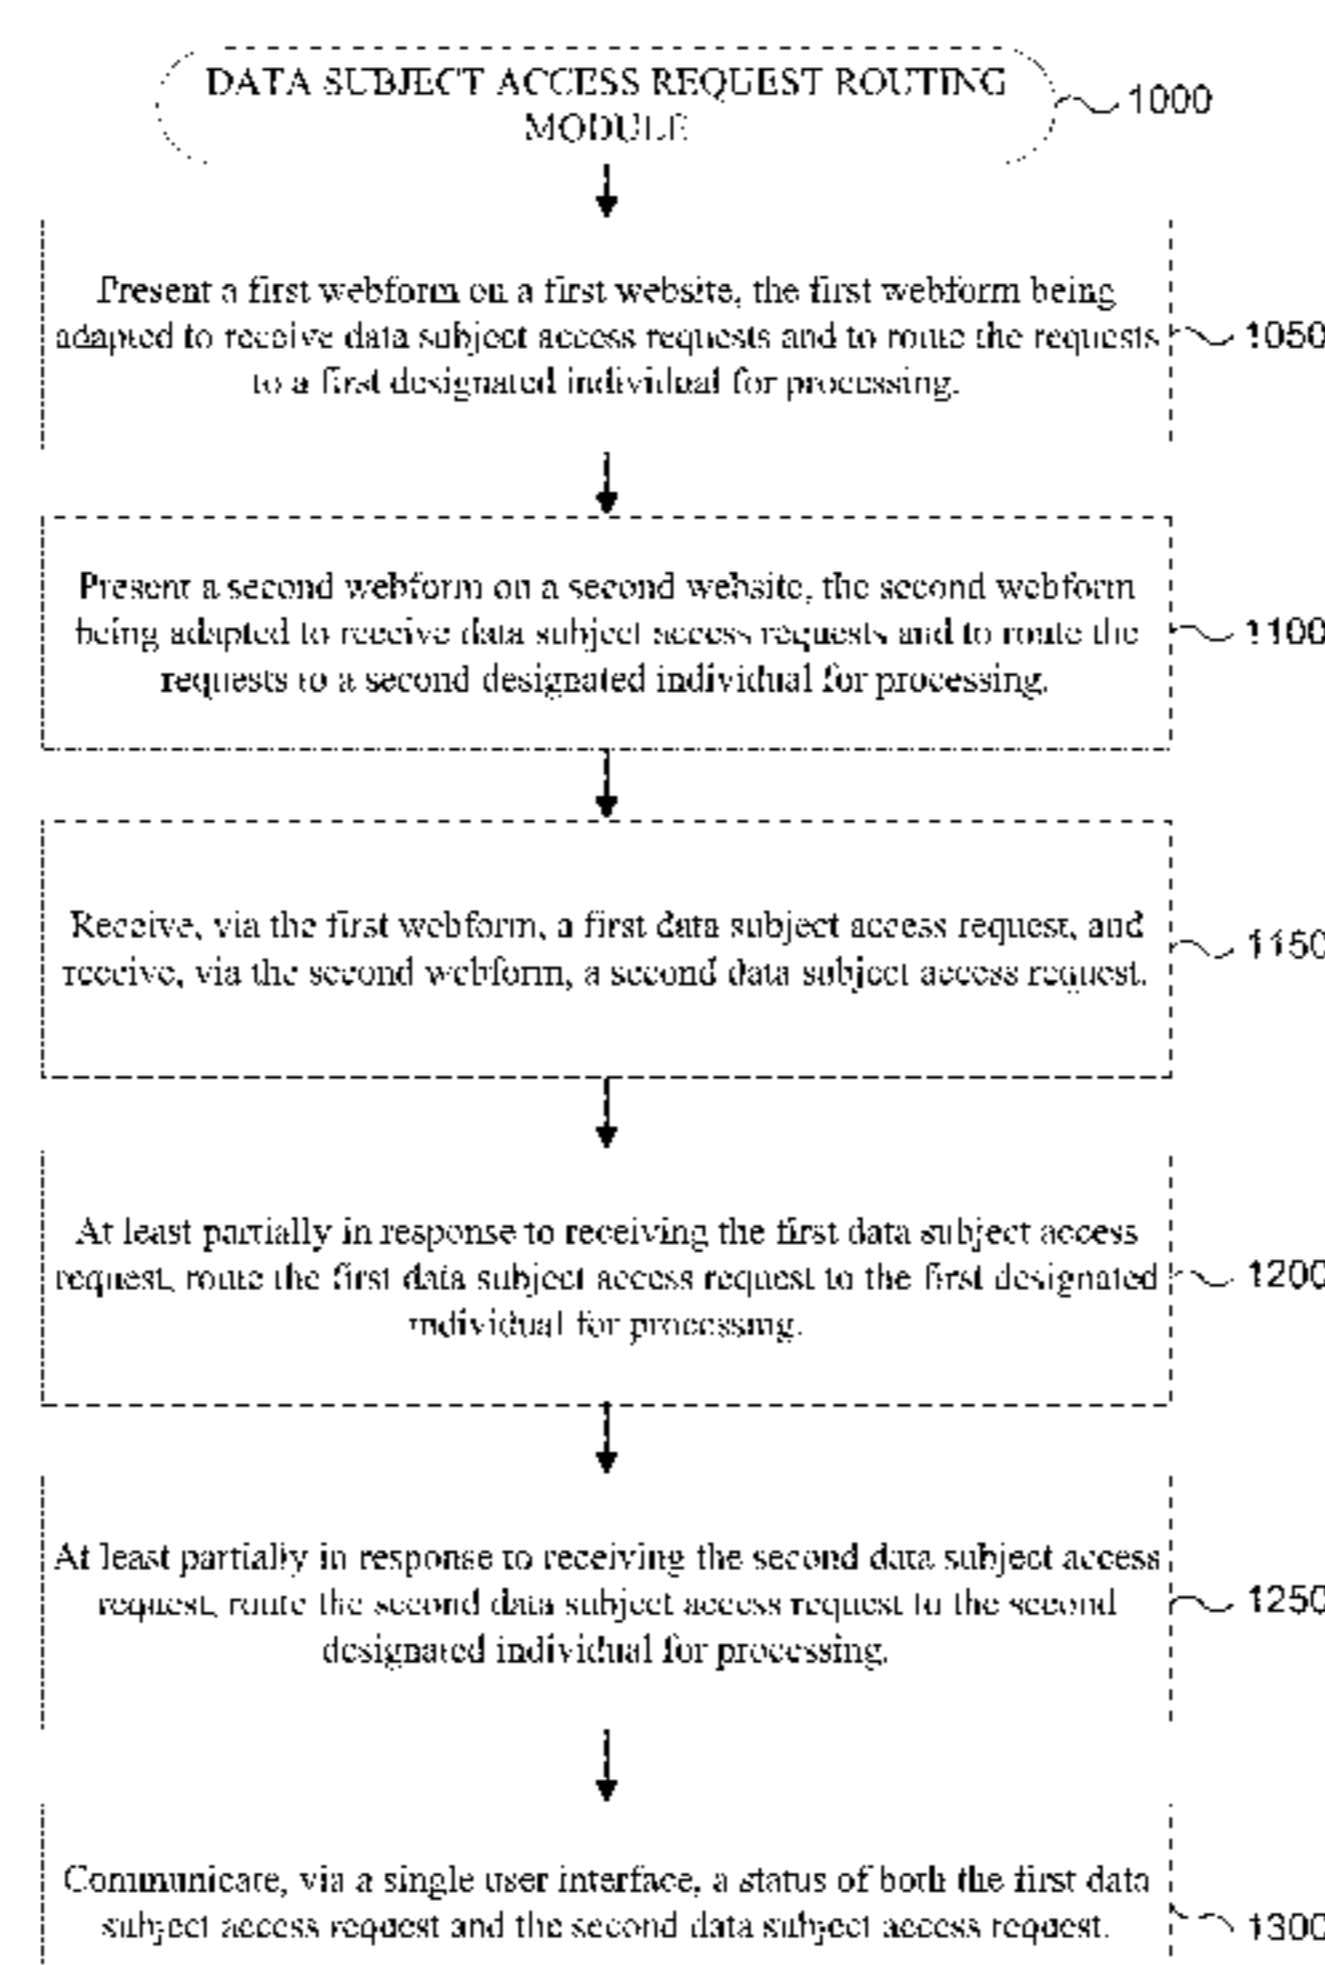 DATA SUBJECT ACCESS REQUEST ROUTING
MODULE
1000
Present a first webform on a first website, the first webform being
adapted to receive data subject access requests and to route the requests
to a first designated individual for processing.
1050
Present a second webform on a second website, the second webform
being adapted to receive data subject access requests and to route the
requests to a second designated individual for processing.
1100
Receive, via the first webform, a first data subject access request, and
receive, via the second webform, a second data subject access request.
1150
At least partially in response to receiving the first data subject access
request, route the first data subject access request to the first designated
individual for processing.
1200
At least partially in response to receiving the second data subject access
request, route the second data subject access request to the second
designated individual for processing.
1250
Communicate, via a single user interface, a status of both the first data
subject access request and the second data subject access request.
1300